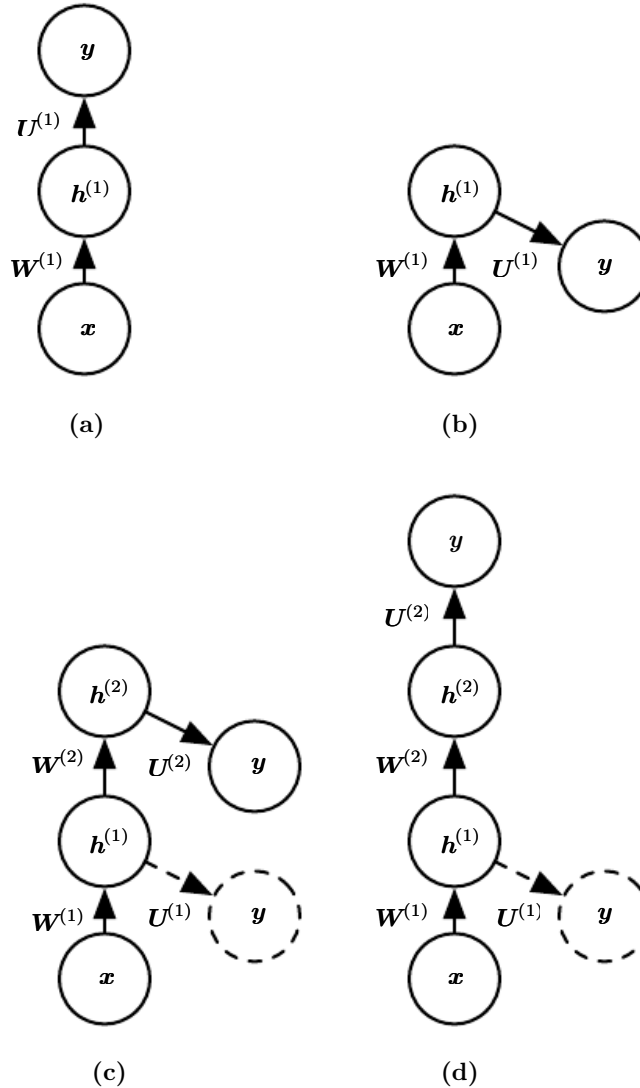 y
U^(1)
h^(1)
h^(1)
W^(1)
W^(1)
U^(1)
y
x
x
(a)
(b)
y
U^(2)
h^(2)
h^(2)
W^(2)
U^(2)
y
W^(2)
h^(1)
h^(1)
W^(1)
U^(1)
y
W^(1)
U^(1)
y
x
x
(c)
(d)